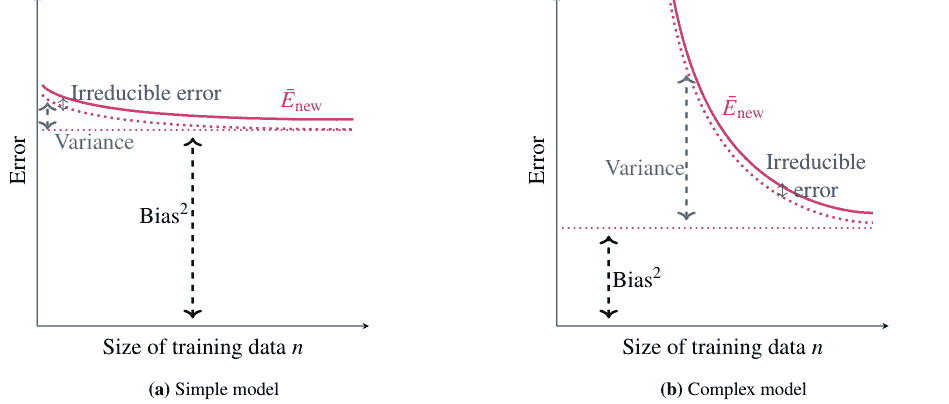 Irreducible error
Ē_new
Variance
Error
Bias²
Size of training data n
(a) Simple model
Ē_new
Irreducible
error
Variance
Error
Bias²
Size of training data n
(b) Complex model